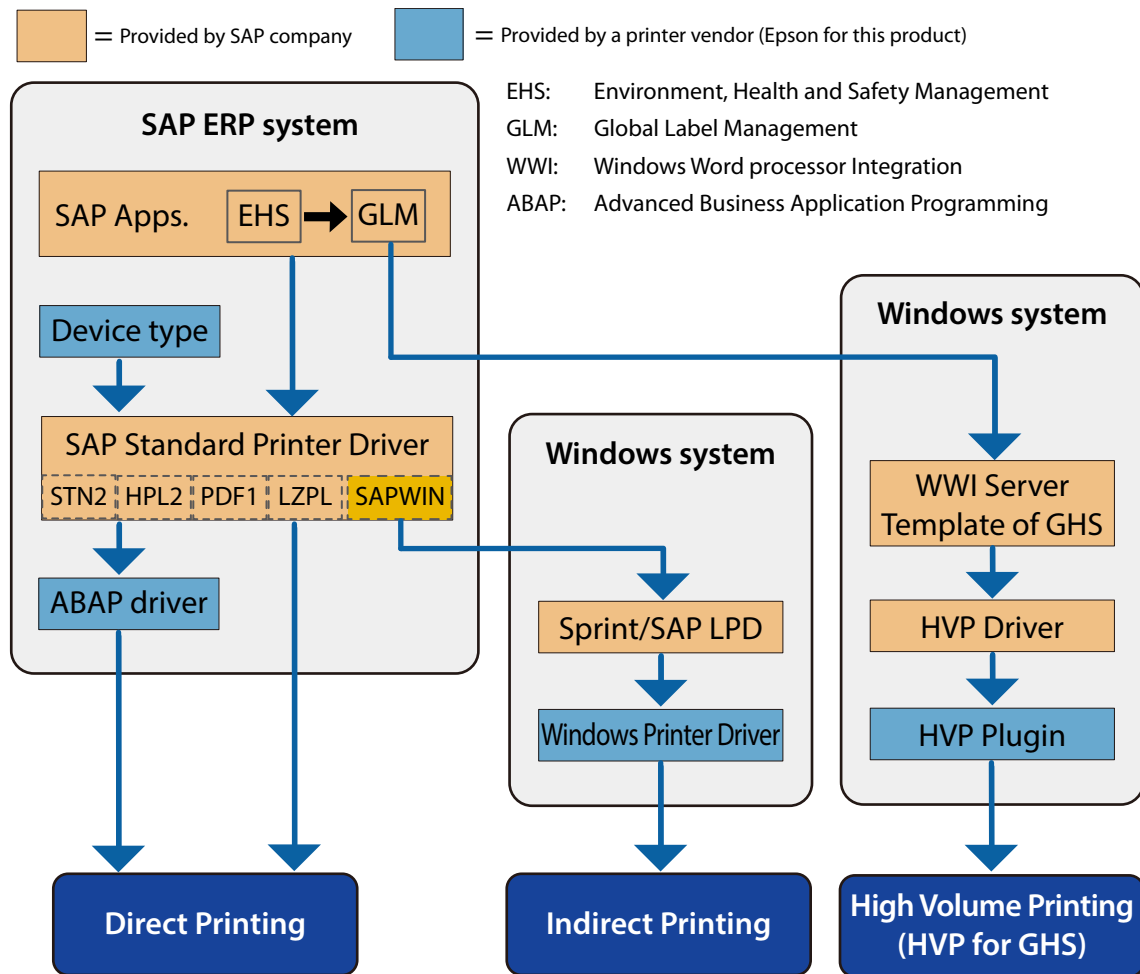 = Provided by SAP company
= Provided by a printer vendor (Epson for this product)
EHS: Environment, Health and Safety Management
GLM: Global Label Management
WWI: Windows Word processor Integration
ABAP: Advanced Business Application Programming
SAP ERP system
SAP Apps.
EHS
GLM
Device type
SAP Standard Printer Driver
STN2
HPL2
PDF1
LZPL
SAPWIN
ABAP driver
Windows system
Sprint/SAP LPD
Windows Printer Driver
Windows system
WWI Server
Template of GHS
HVP Driver
HVP Plugin
Direct Printing
Indirect Printing
High Volume Printing
(HVP for GHS)